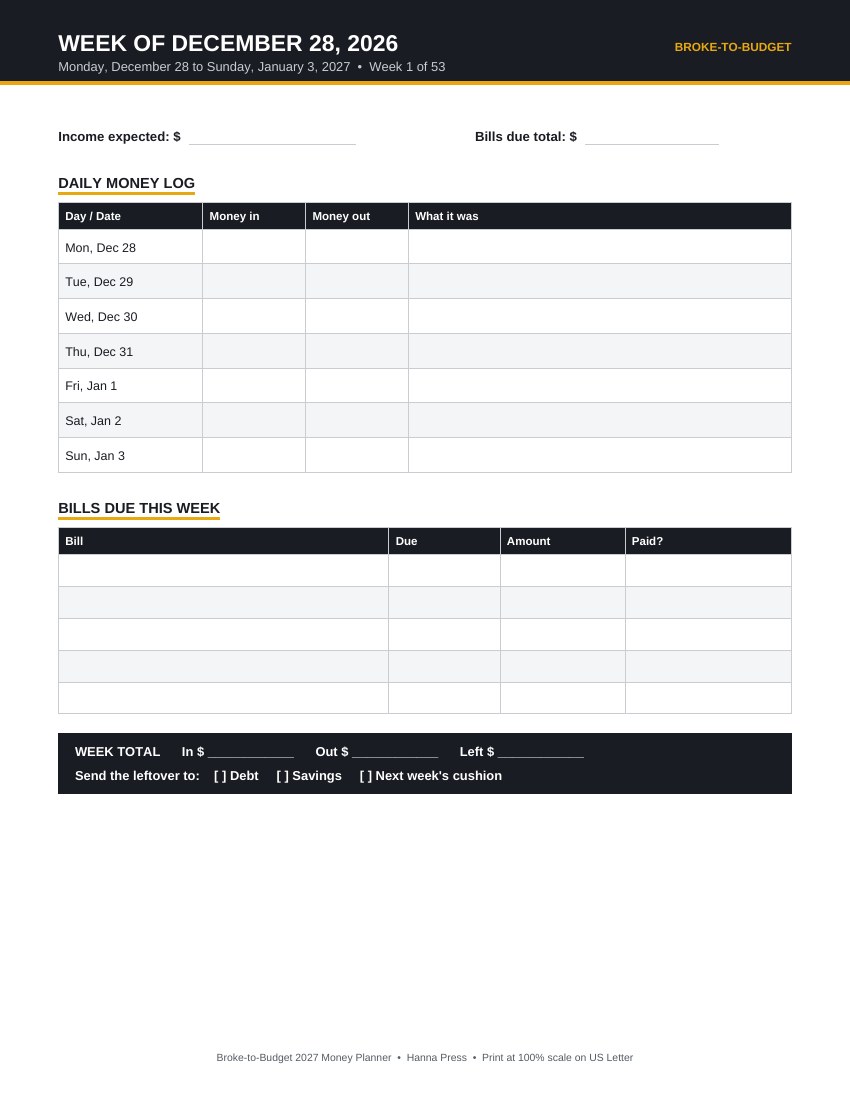 WEEK OF DECEMBER 28, 2026
BROKE-TO-BUDGET
Monday, December 28 to Sunday, January 3, 2027 • Week 1 of 53
Income expected: $ Bills due total: $
DAILY MONEY LOG
Day / Date Money in Money out What it was
Mon, Dec 28
Tue, Dec 29
Wed, Dec 30
Thu, Dec 31
Fri, Jan 1
Sat, Jan 2
Sun, Jan 3
BILLS DUE THIS WEEK
Bill Due Amount Paid?
WEEK TOTAL In $ ____________ Out $ ____________ Left $ ____________
Send the leftover to: [ ] Debt [ ] Savings [ ] Next week's cushion
Broke-to-Budget 2027 Money Planner • Hanna Press • Print at 100% scale on US Letter